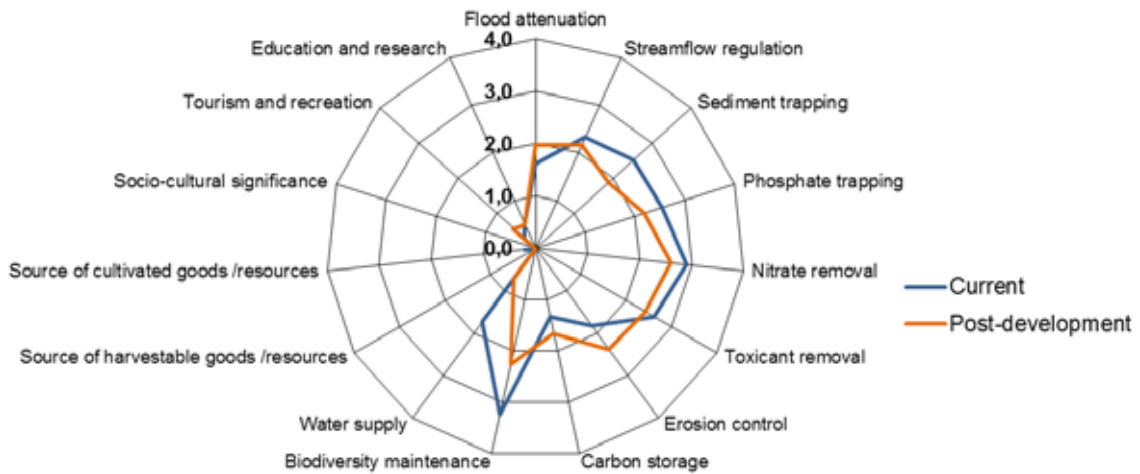 Flood attenuation
4,0
Education and research
Streamflow regulation
3,0
Tourism and recreation
Sediment trapping
2,0
Socio-cultural significance
Phosphate trapping
1,0
0,0
Source of cultivated goods /resources
Nitrate removal
Current
Post-development
Source of harvestable goods /resources
Toxicant removal
Water supply
Erosion control
Biodiversity maintenance
Carbon storage